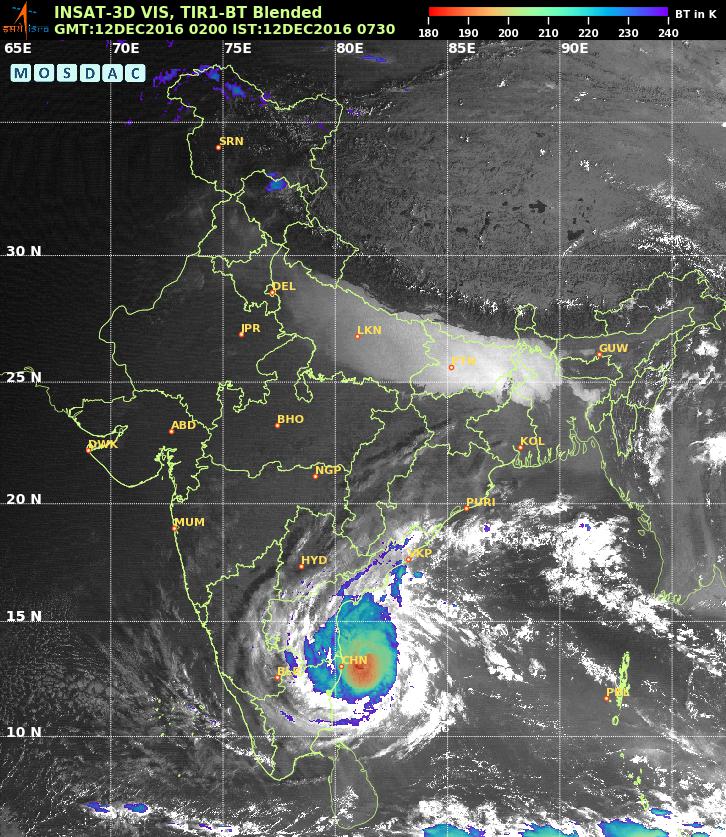 INSAT-3D VIS, TIR1-BT Blended
GMT:12DEC2016 0200 IST:12DEC2016 0730
BT in K
180 190 200 210 220 230 240
65E 70E 75E 80E 85E 90E
M O S D A C
SRN
30 N
DEL
JPR
LKN
GUW
PTN
25 N
ABD
BHO
DWK
KOL
NGP
20 N
PURI
MUM
VKP
HYD
15 N
CHN
PBL
10 N